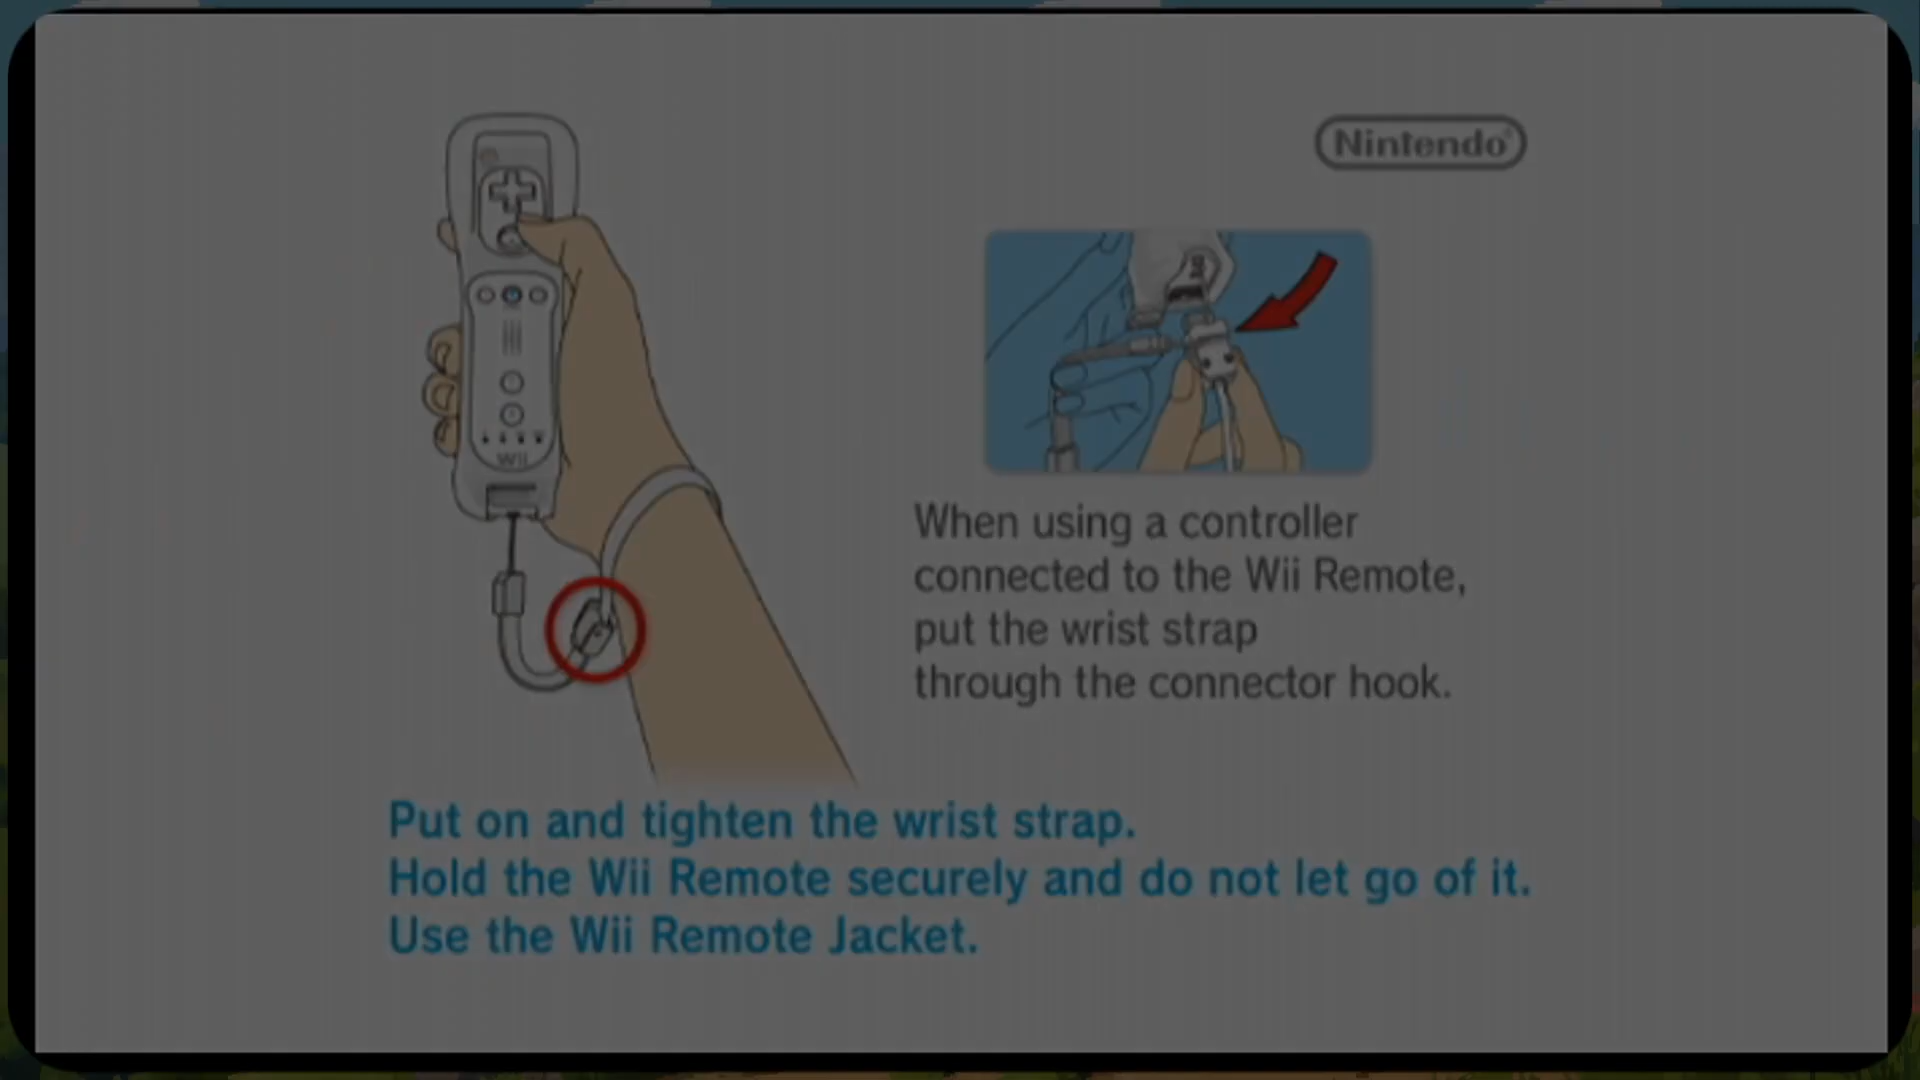 Nintendo
Wii
When using a controller
connected to the Wii Remote,
put the wrist strap
through the connector hook.
Put on and tighten the wrist strap.
Hold the Wii Remote securely and do not let go of it.
Use the Wii Remote Jacket.